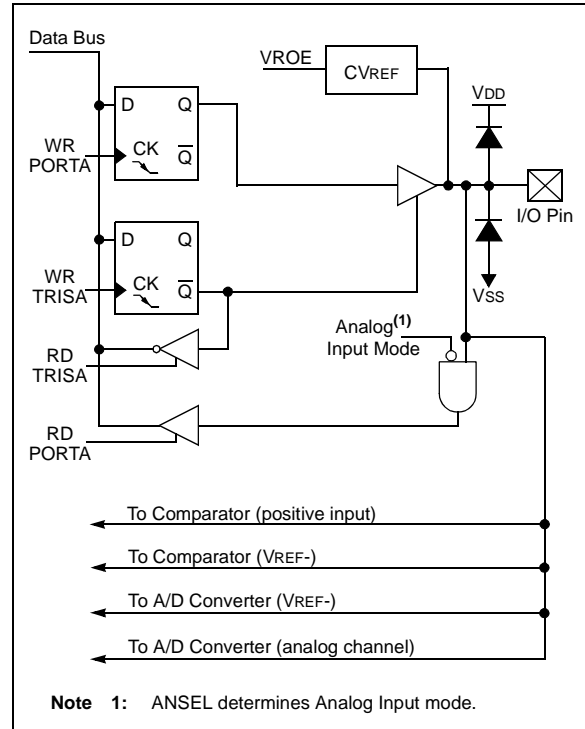 Data Bus
VROE
CVREF
VDD
D Q
WR
PORTA
CK
Q
I/O Pin
D Q
WR
TRISA
CK
Q
VSS
Analog(1)
Input Mode
RD
TRISA
RD
PORTA
To Comparator (positive input)
To Comparator (VREF-)
To A/D Converter (VREF-)
To A/D Converter (analog channel)
Note 1: ANSEL determines Analog Input mode.